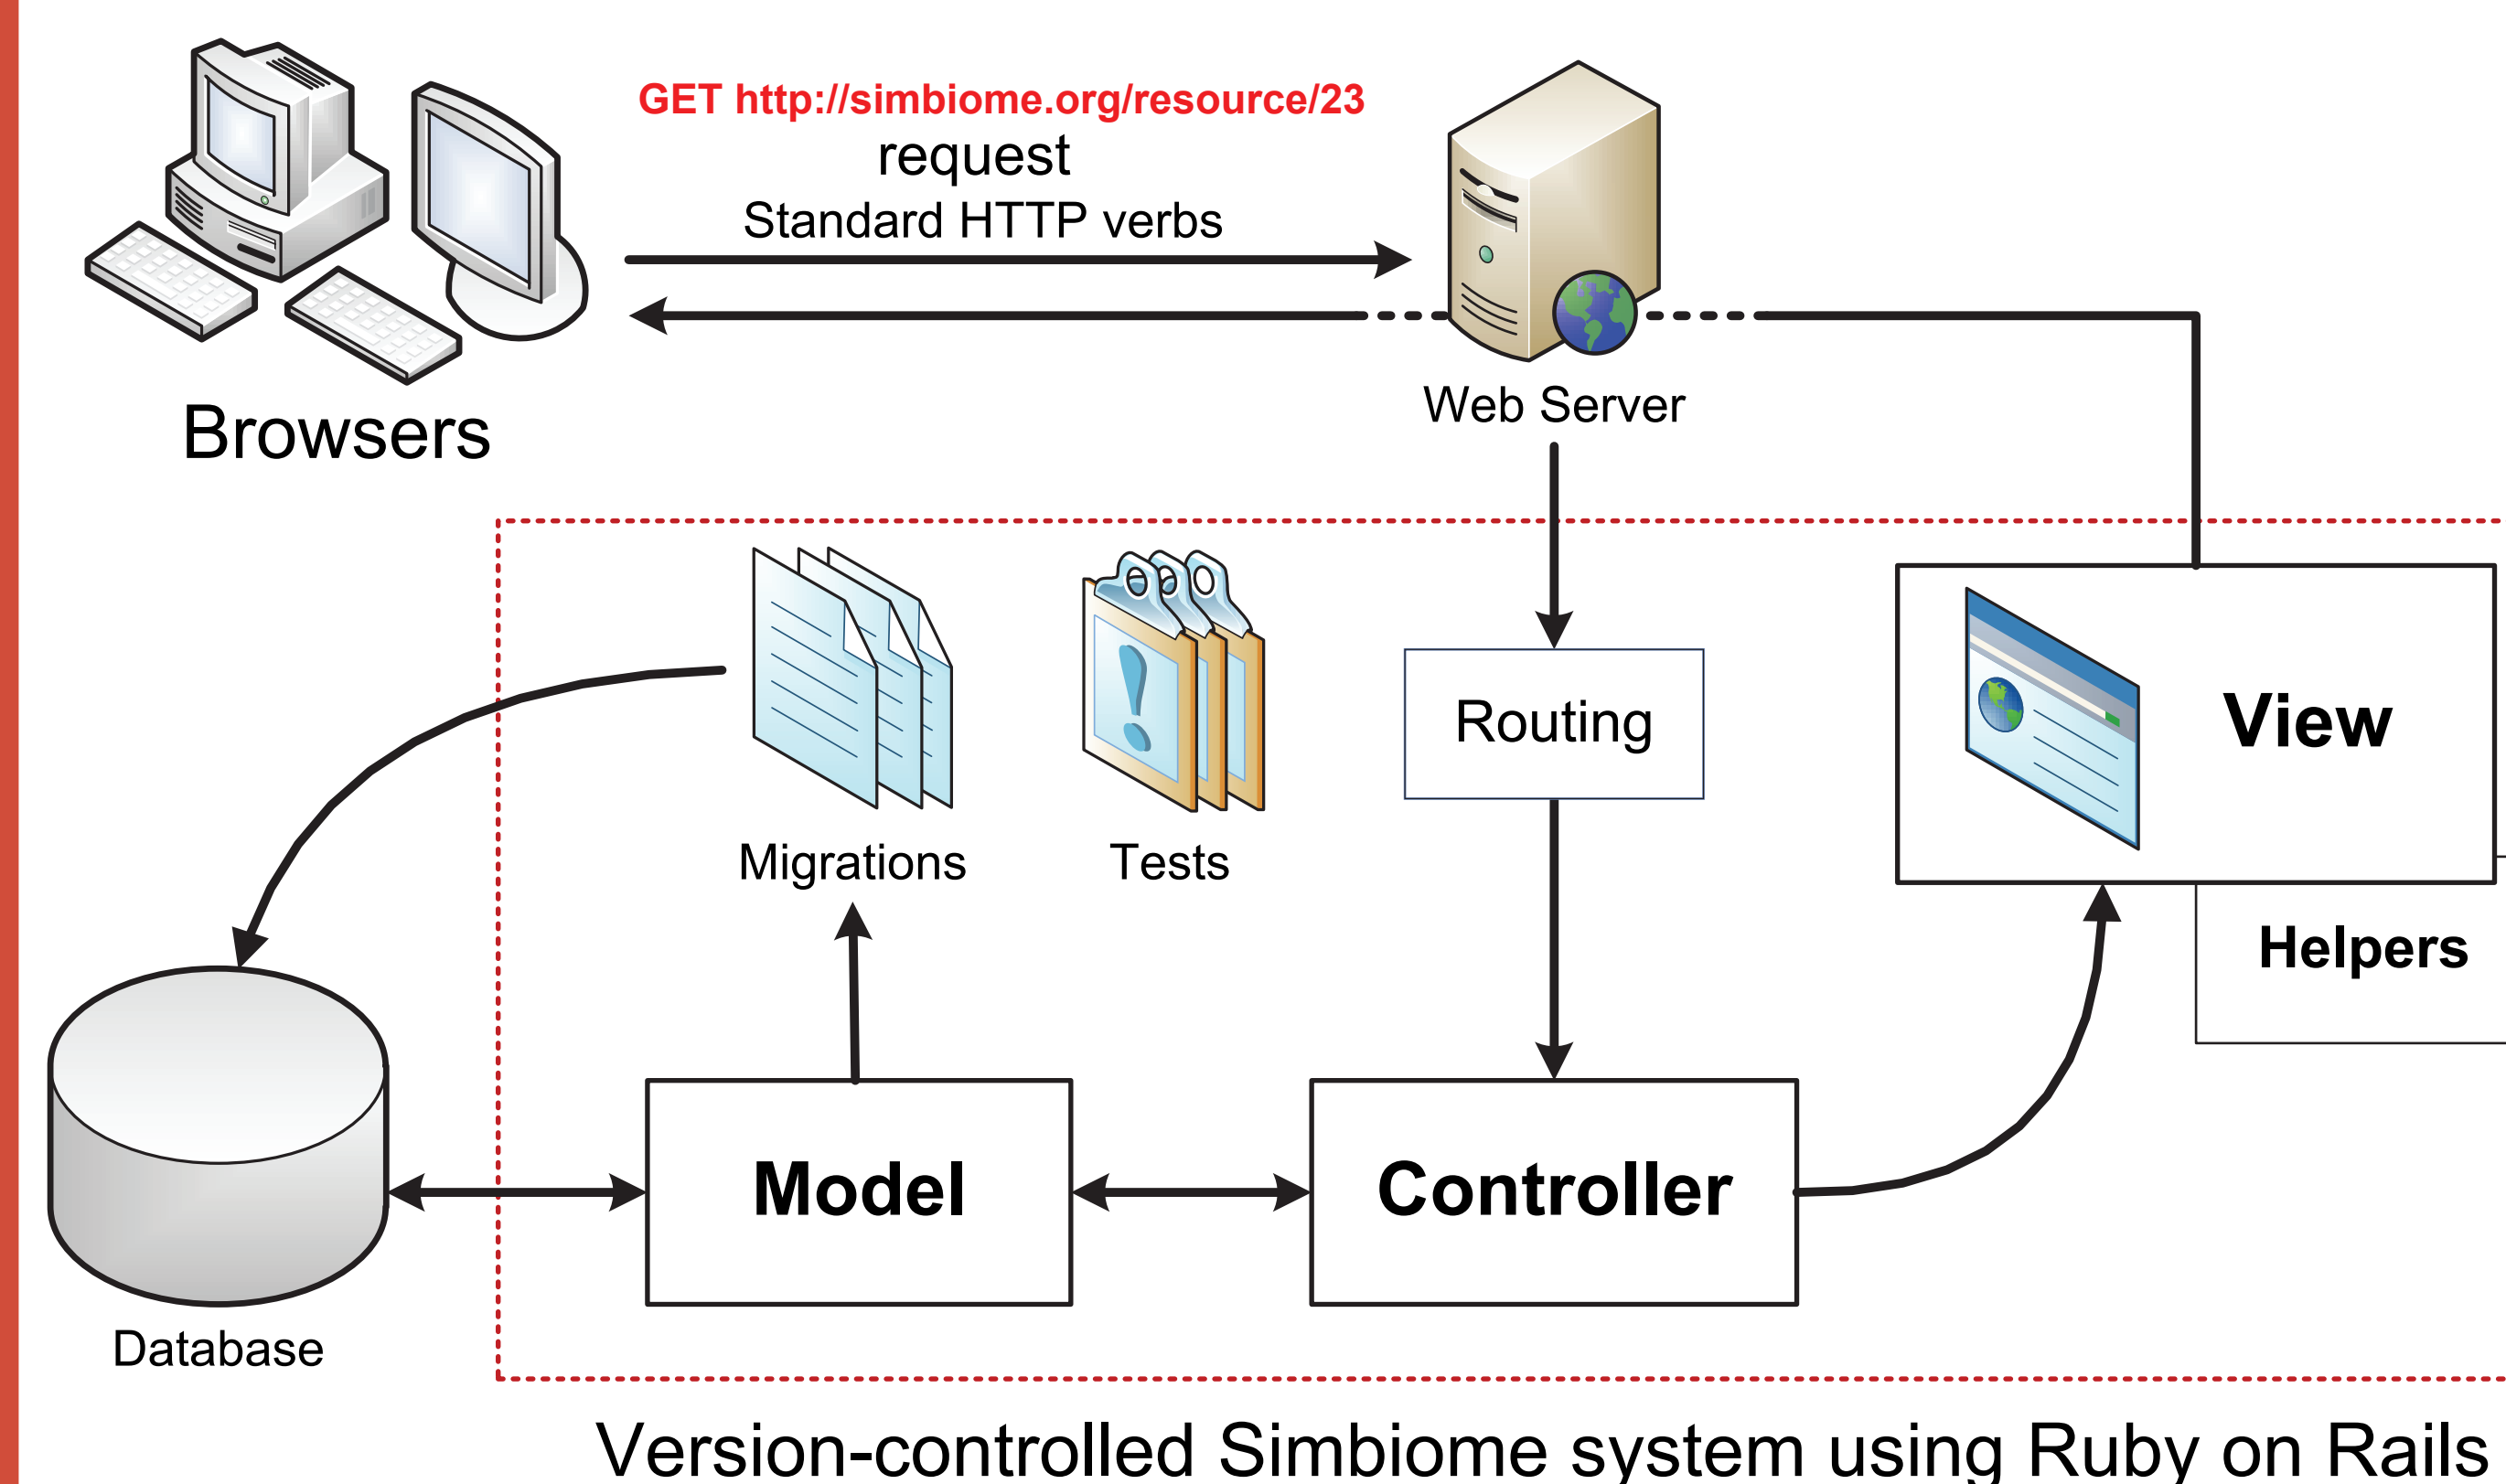 GET http://simbiome.org/resource/23
request
Standard HTTP verbs
Browsers
Web Server
Migrations
Tests
Routing
View
Helpers
Model
Controller
Database
Version-controlled Simbiome system using Ruby on Rails